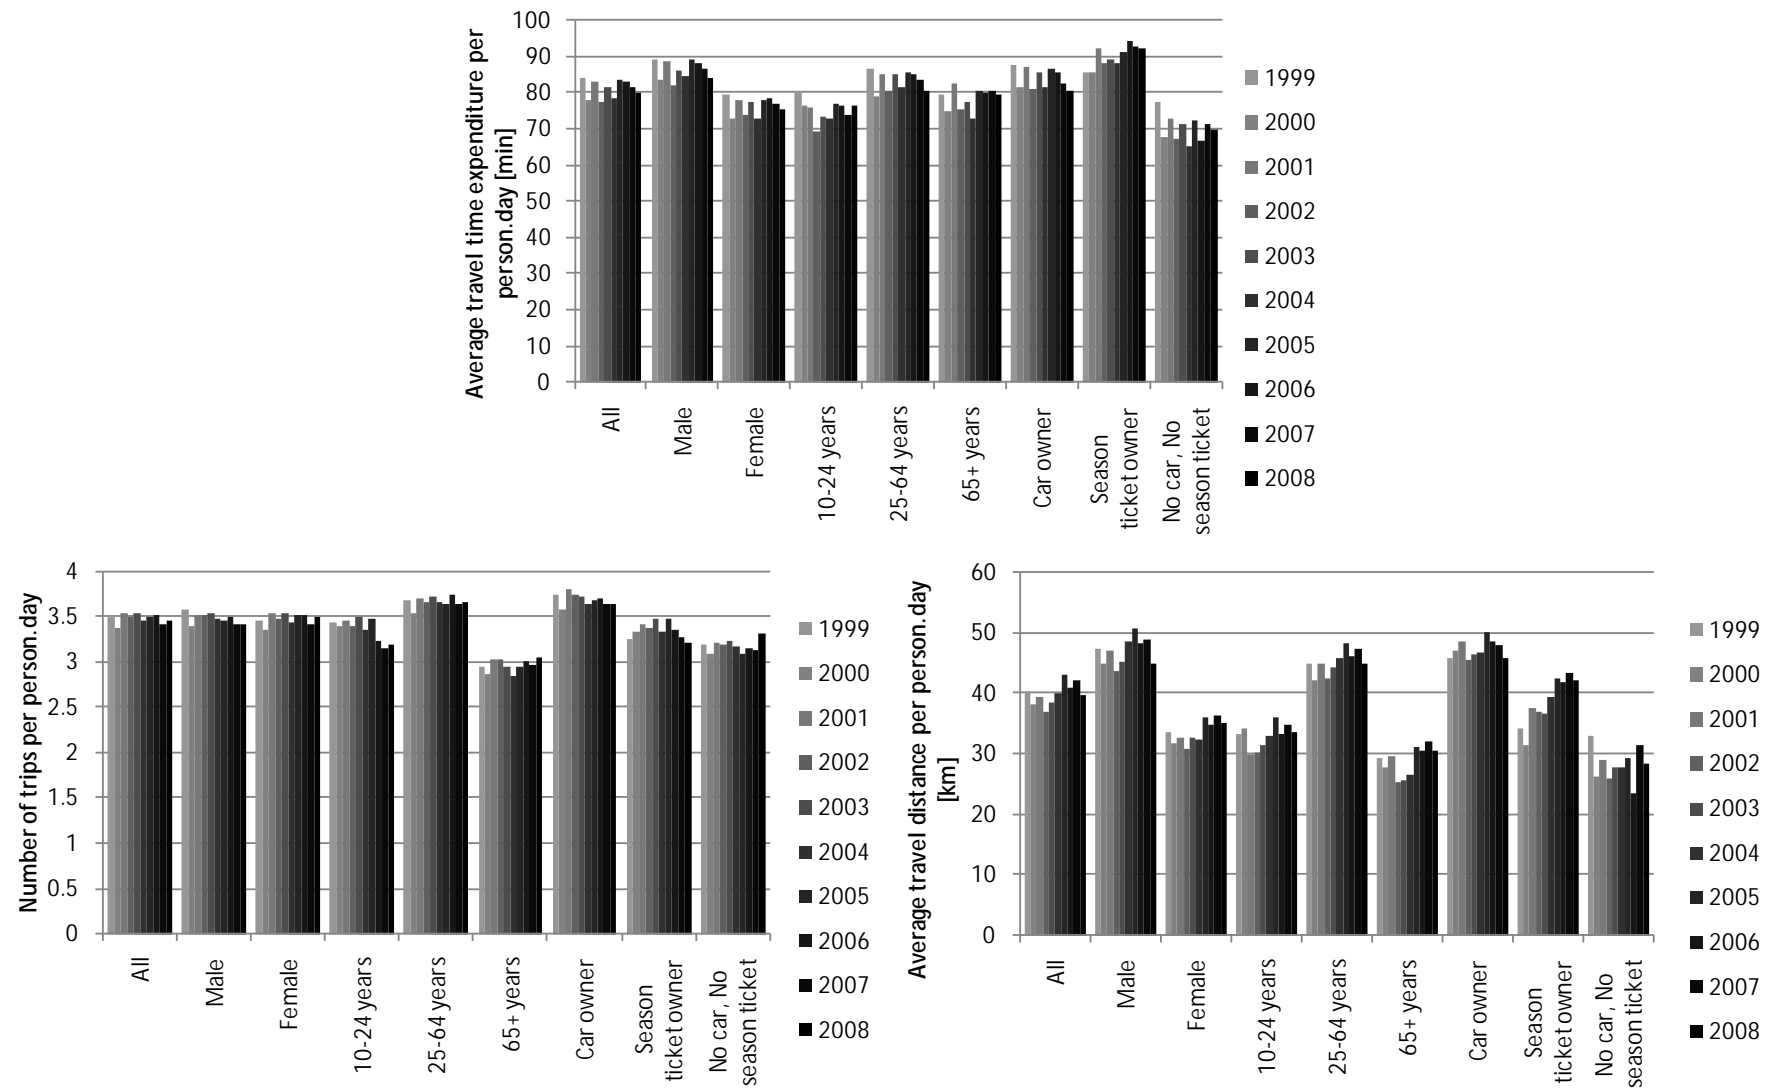 Average travel time expenditure per
person.day [min]
100
90
80
70
60
50
40
30
20
10
0
All
Male
Female
10-24 years
25-64 years
65+ years
Car owner
Season
ticket owner
No car, No
season ticket
1999
2000
2001
2002
2003
2004
2005
2006
2007
2008
Number of trips per person.day
4
3.5
3
2.5
2
1.5
1
0.5
0
All
Male
Female
10-24 years
25-64 years
65+ years
Car owner
Season
ticket owner
No car, No
season ticket
1999
2000
2001
2002
2003
2004
2005
2006
2007
2008
Average travel distance per person.day
[km]
60
50
40
30
20
10
0
All
Male
Female
10-24 years
25-64 years
65+ years
Car owner
Season
ticket owner
No car, No
season ticket
1999
2000
2001
2002
2003
2004
2005
2006
2007
2008